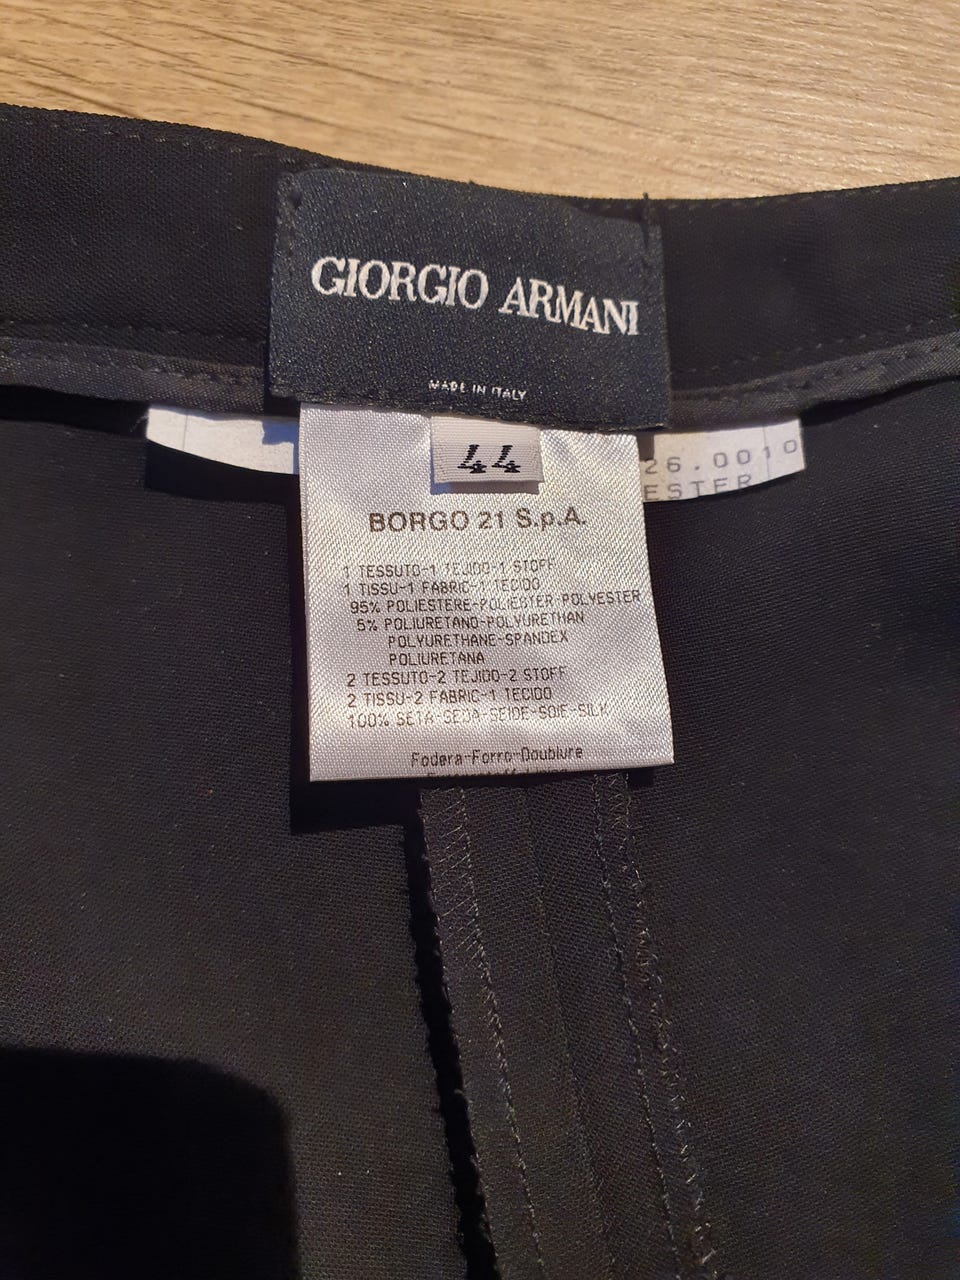 GIORGIO ARMANI
MADE IN ITALY
44
26.0010
ESTER
BORGO 21 S.p.A.
1 TESSUTO-1 TEJIDO-1 STOFF
1 TISSU-1 FABRIC-1 TECIDO
95% POLIESTERE-POLIESTER-POLYESTER
5% POLIURETANO-POLYURETHAN
POLYURETHANE-SPANDEX
POLIURETANA
2 TESSUTO-2 TEJIDO-2 STOFF
2 TISSU-2 FABRIC-1 TECIDO
100% SETA-SEDA-SEIDE-SOIE-SILK
Fodera-Forro-Doublure